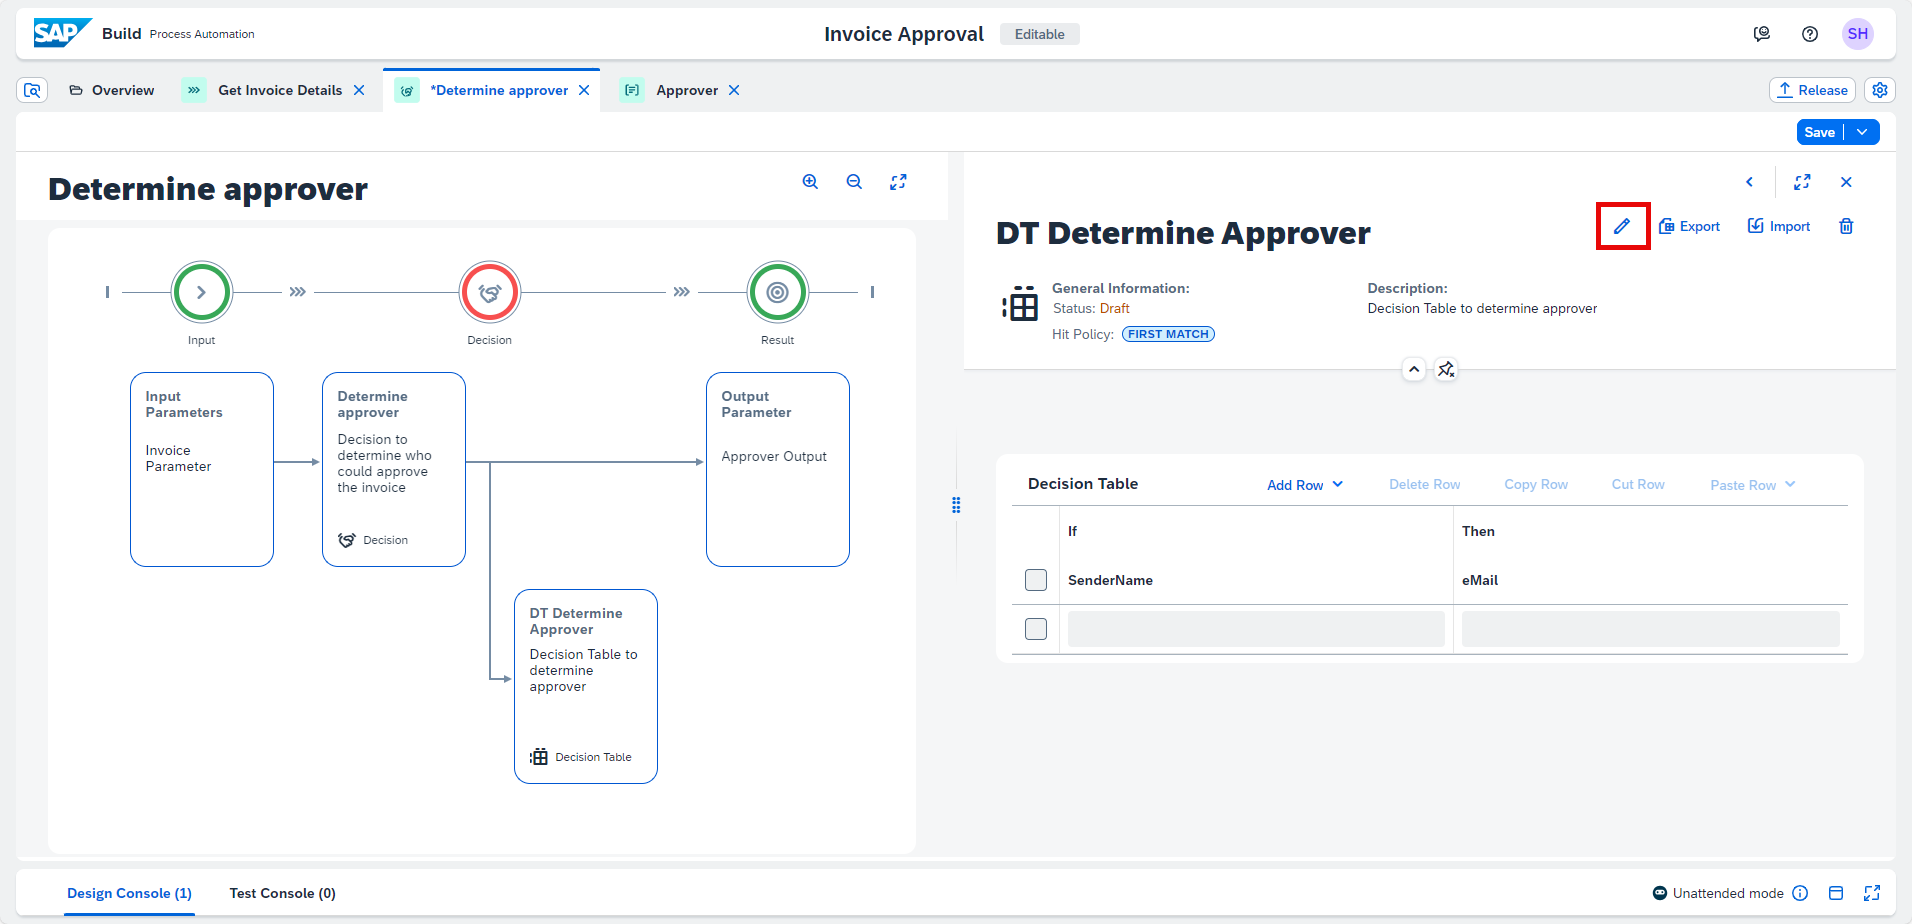 SAP Build Process Automation
Invoice Approval Editable
SH
Overview
Get Invoice Details
*Determine approver
Approver
Release
Save
Determine approver
Input
Decision
Result
Input
Parameters
Invoice
Parameter
Determine
approver
Decision to
determine who
could approve
the invoice
Decision
Output
Parameter
Approver Output
DT Determine
Approver
Decision Table to
determine
approver
Decision Table
DT Determine Approver
Export
Import
General Information:
Status: Draft
Hit Policy: FIRST MATCH
Description:
Decision Table to determine approver
Decision Table
Add Row
Delete Row
Copy Row
Cut Row
Paste Row
If
Then
SenderName
eMail
Design Console (1)
Test Console (0)
Unattended mode